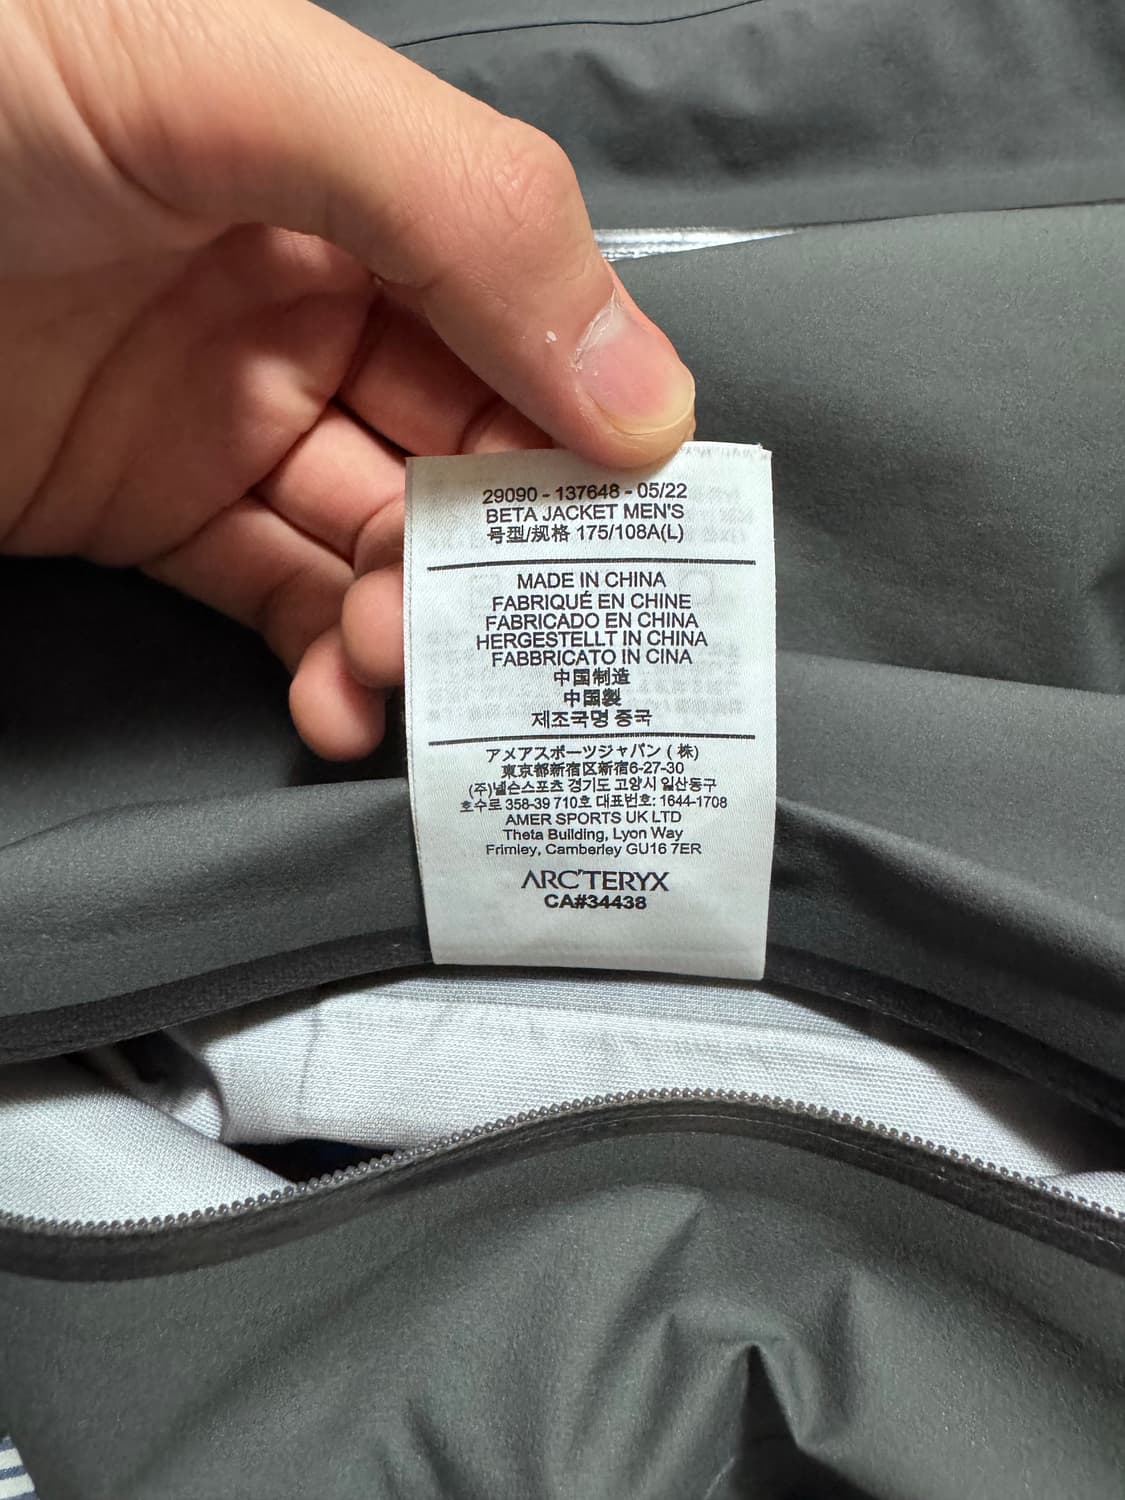 29090 - 137648 - 05/22
BETA JACKET MEN'S
号型/规格 175/108A(L)
MADE IN CHINA
FABRIQUÉ EN CHINE
FABRICADO EN CHINA
HERGESTELLT IN CHINA
FABBRICATO IN CINA
中国制造
中国製
제조국명 중국
アメアスポーツジャパン ( 株)
東京都新宿区新宿6-27-30
(주)넬슨스포츠 경기도 고양시 일산동구
호수로 358-39 710호 대표번호: 1644-1708
AMER SPORTS UK LTD
Theta Building, Lyon Way
Frimley, Camberley GU16 7ER
ARC'TERYX
CA#34438